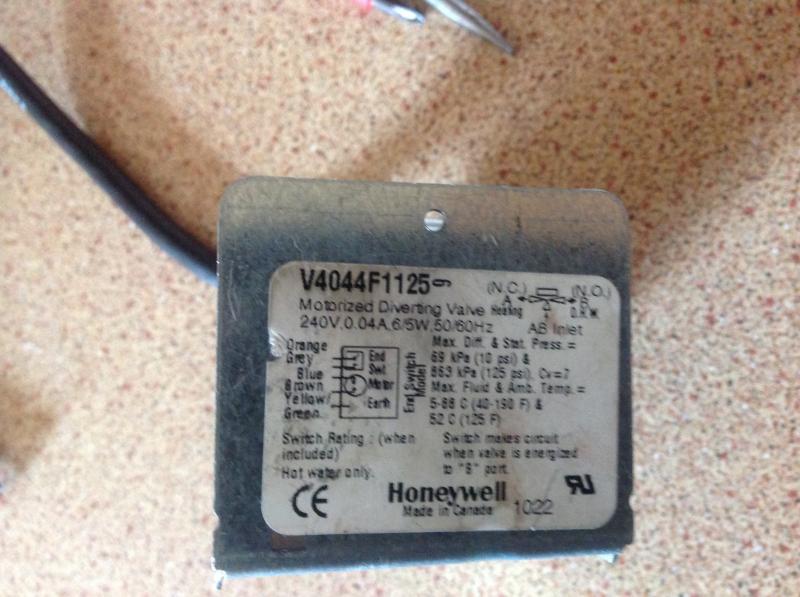 V4044F1125
(N.C.) (N.O.)
A B
Motorized Diverting Valve Heating D.H.W.
240V,0.04A,6/5W,50/60Hz AB Inlet
Orange
Grey
Blue
Brown
Yellow/
Green
End
Swt.
Motor
Earth
End Switch
Model
Max. Diff. & Stat. Press. =
69 kPa (10 psi) &
863 kPa (125 psi), Cv=7
Max. Fluid & Amb. Temp. =
5-88 C (40-190 F) &
52 C (125 F)
Switch Rating : (when
included)
Hot water only.
Switch makes circuit
when valve is energized
to "B" port.
CE
Honeywell
Made in Canada
1022